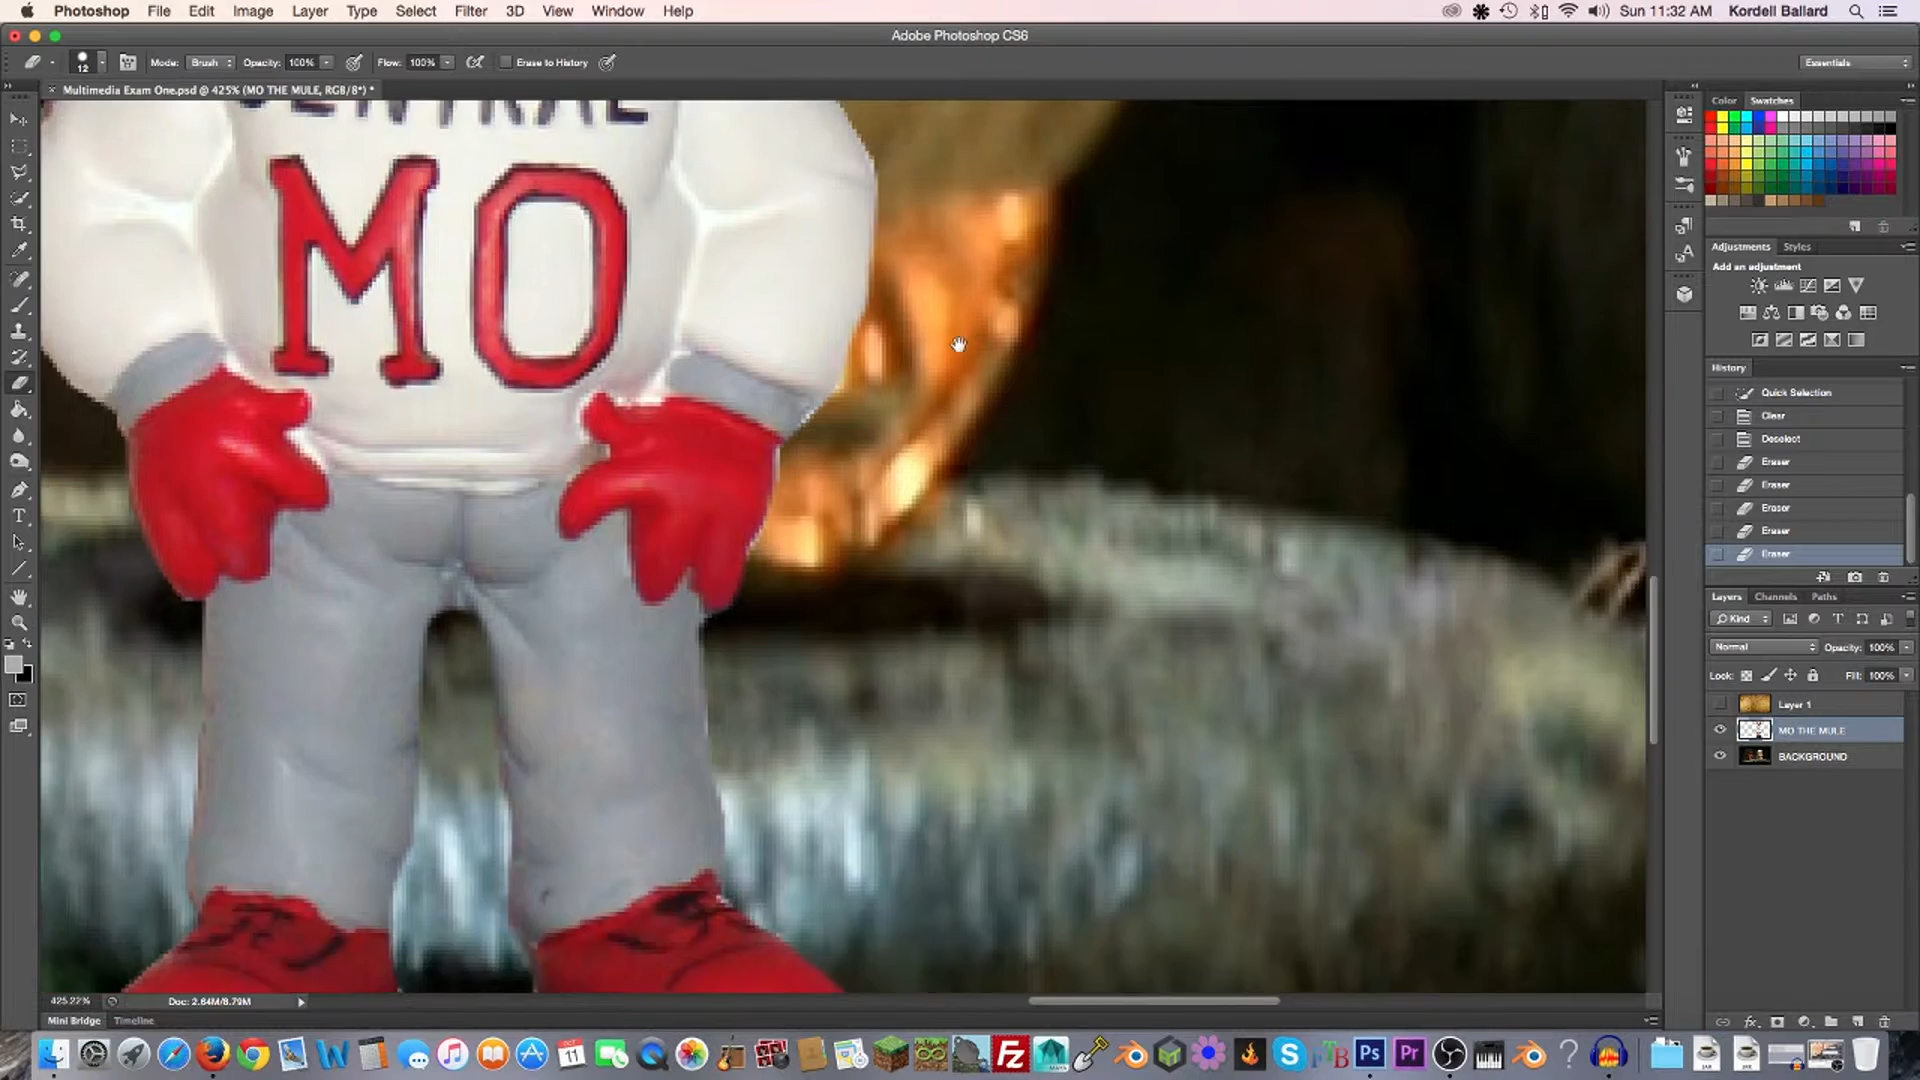 Photoshop File Edit Image Layer Type Select Filter 3D View Window Help Sun 11:32 AM Kordell Ballard
Adobe Photoshop CS6
12 Mode: Brush Opacity: 100% Flow: 100% Erase to History Essentials
Multimedia Exam One.psd @ 425% (MO THE MULE, RGB/8*) *
Color Swatches
CENTRAL
MO
Adjustments Styles
Add an adjustment
History
Quick Selection
Clear
Deselect
Eraser
Eraser
Eraser
Eraser
Eraser
Layers Channels Paths
Kind
Normal Opacity: 100%
Lock: Fill: 100%
Layer 1
MO THE MULE
BACKGROUND
425.22% Doc: 2.64M/8.79M
Mini Bridge Timeline